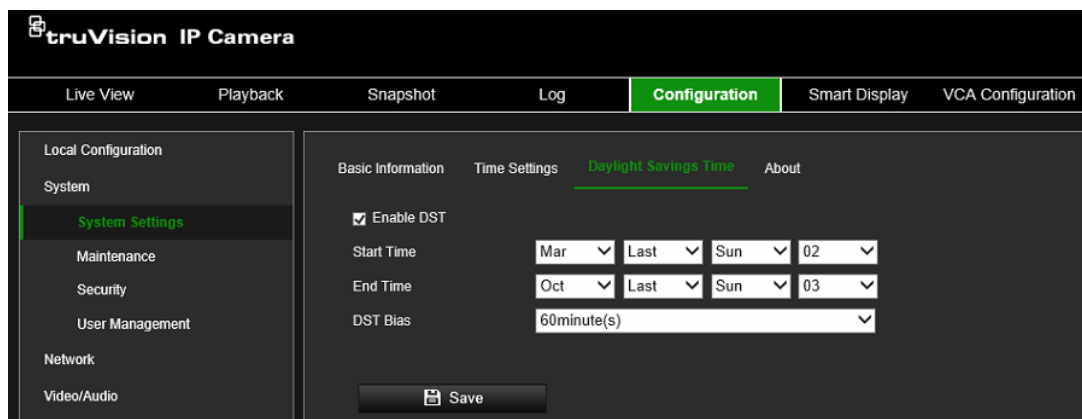 truVision IP Camera
Live View Playback Snapshot Log Configuration Smart Display VCA Configuration
Local Configuration
System
System Settings
Maintenance
Security
User Management
Network
Video/Audio
Basic Information Time Settings Daylight Savings Time About
Enable DST
Start Time Mar Last Sun 02
End Time Oct Last Sun 03
DST Bias 60minute(s)
Save